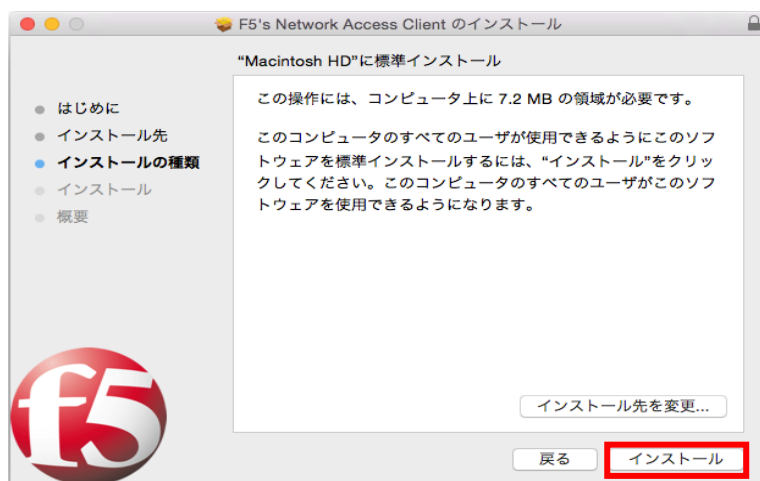 F5's Network Access Client のインストール
“Macintosh HD”に標準インストール
はじめに
インストール先
インストールの種類
インストール
概要
この操作には、コンピュータ上に 7.2 MB の領域が必要です。
このコンピュータのすべてのユーザが使用できるようにこのソフ
トウェアを標準インストールするには、“インストール”をクリッ
クしてください。このコンピュータのすべてのユーザがこのソフ
トウェアを使用できるようになります。
f5
インストール先を変更...
戻る
インストール